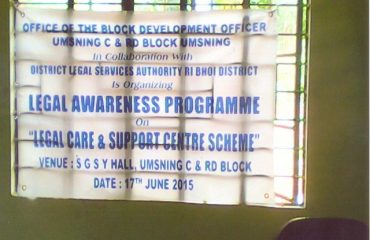 OFFICE OF THE BLOCK DEVELOPMENT OFFICER
UMSNING C & RD BLOCK UMSNING
In Collaboration With
DISTRICT LEGAL SERVICES AUTHORITY RI BHOI DISTRICT
Is Organizing
LEGAL AWARENESS PROGRAMME
On
"LEGAL CARE & SUPPORT CENTRE SCHEME"
VENUE : S G S Y HALL, UMSNING C & RD BLOCK
DATE : 17TH JUNE 2015